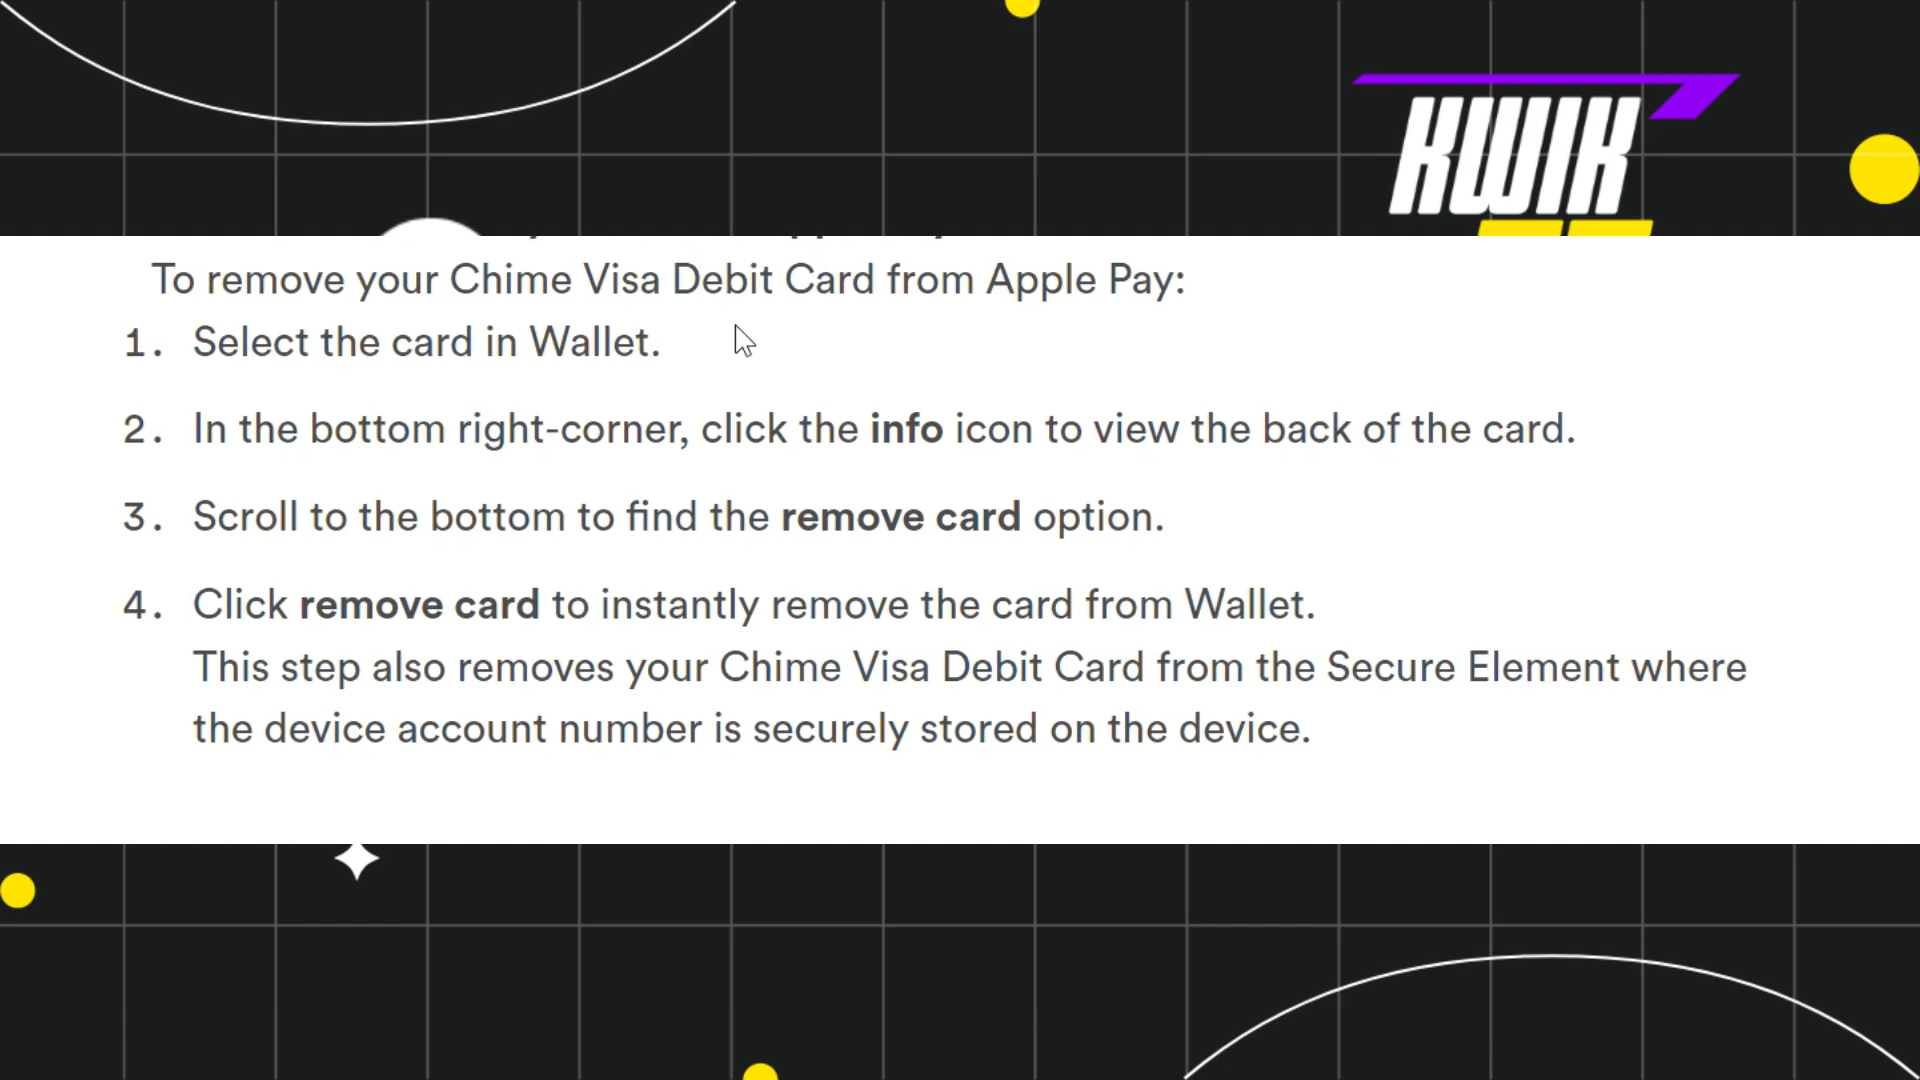 KWIK
To remove your Chime Visa Debit Card from Apple Pay:
1. Select the card in Wallet.
2. In the bottom right-corner, click the info icon to view the back of the card.
3. Scroll to the bottom to find the remove card option.
4. Click remove card to instantly remove the card from Wallet.
This step also removes your Chime Visa Debit Card from the Secure Element where
the device account number is securely stored on the device.